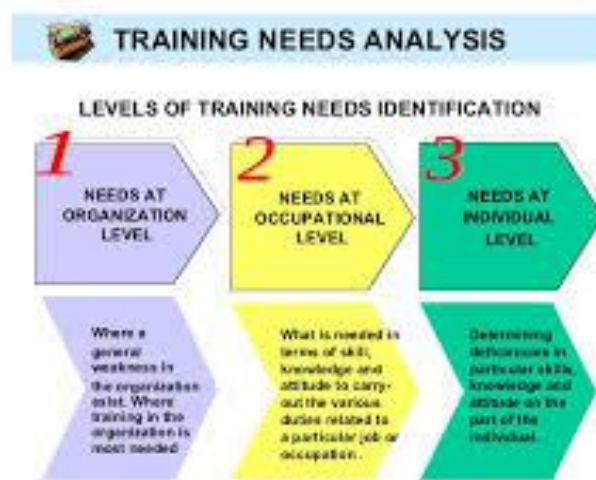 TRAINING NEEDS ANALYSIS
LEVELS OF TRAINING NEEDS IDENTIFICATION
1
NEEDS AT
ORGANIZATION
LEVEL
2
NEEDS AT
OCCUPATIONAL
LEVEL
3
NEEDS AT
INDIVIDUAL
LEVEL
Where a
general
weakness in
the organization
exist. Where
training in the
organization is
most needed
What is needed in
terms of skill,
knowledge and
attitude to carry-
out the various
duties related to
a particular job or
occupation.
Determining
deficiencies in
particular skills,
knowledge and
attitude on the
part of the
individual.